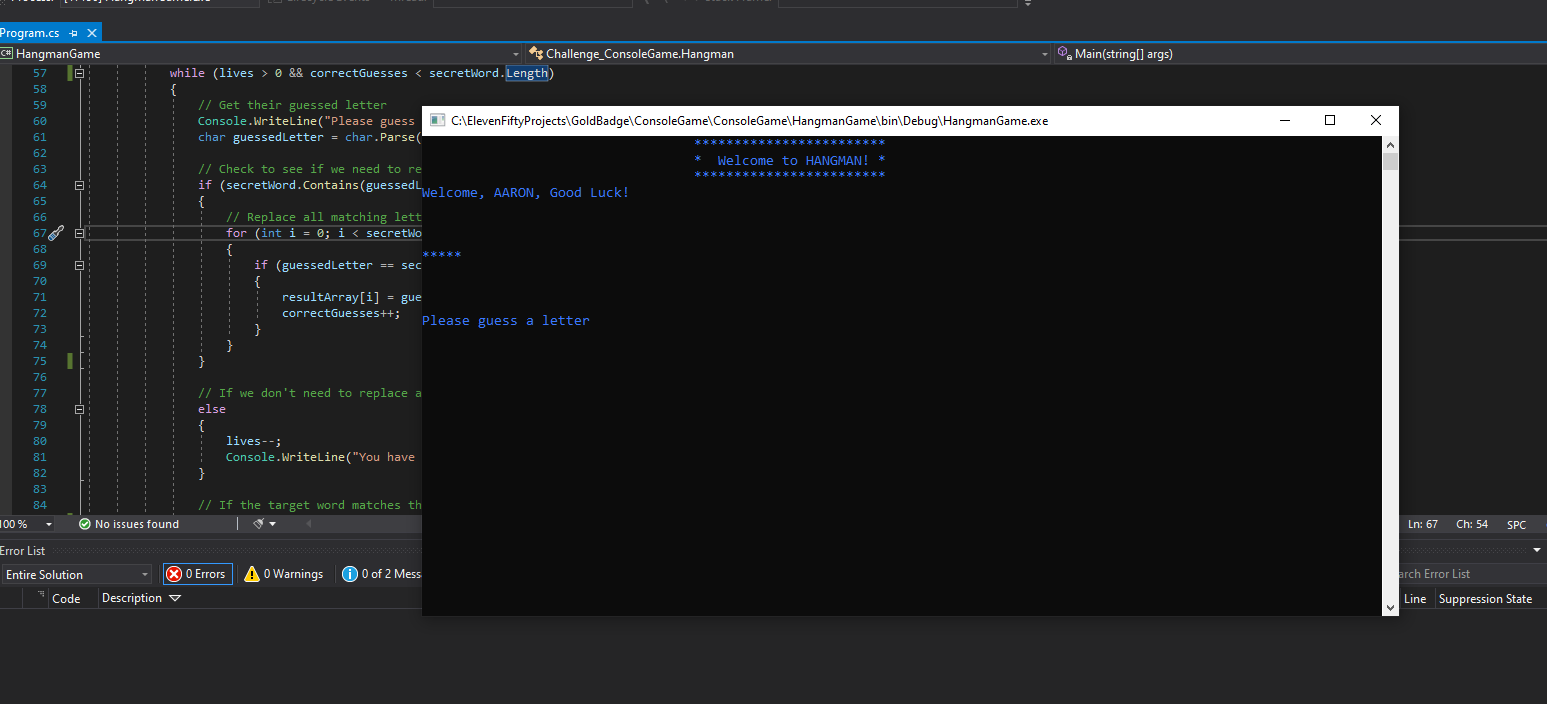 Program.cs
C# HangmanGame
Challenge_ConsoleGame.Hangman
Main(string[] args)
57 while (lives > 0 && correctGuesses < secretWord.Length)
58 {
59 // Get their guessed letter
60 Console.WriteLine("Please guess
61 char guessedLetter = char.Parse(
62
63 // Check to see if we need to re
64 if (secretWord.Contains(guessedL
65 {
66 // Replace all matching lett
67 for (int i = 0; i < secretWo
68 {
69 if (guessedLetter == sec
70 {
71 resultArray[i] = gue
72 correctGuesses++;
73 }
74 }
75 }
76
77 // If we don't need to replace a
78 else
79 {
80 lives--;
81 Console.WriteLine("You have
82 }
83
84 // If the target word matches th
C:\ElevenFiftyProjects\GoldBadge\ConsoleGame\ConsoleGame\HangmanGame\bin\Debug\HangmanGame.exe
************************
*  Welcome to HANGMAN! *
************************
Welcome, AARON, Good Luck!
*****
Please guess a letter
100 % No issues found
Ln: 67 Ch: 54 SPC
Error List
Entire Solution 0 Errors 0 Warnings 0 of 2 Mess
arch Error List
Code Description
Line Suppression State